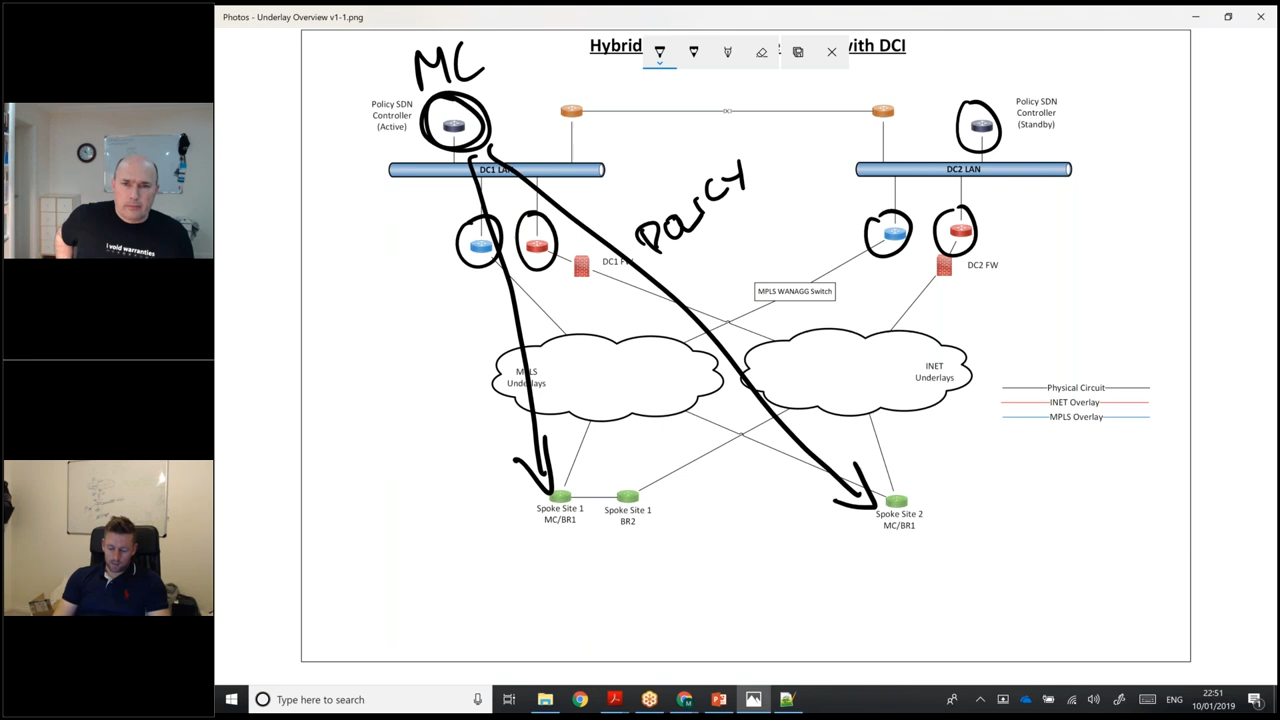 Photos - Underlay Overview v1-1.png
Hybrid
with DCI
MC
Policy SDN
Controller
(Active)
DCI
Policy SDN
Controller
(Standby)
DC1 LAN
DC2 LAN
POLICY
DC1 FW
DC2 FW
MPLS WANAGG Switch
MPLS
Underlays
INET
Underlays
Physical Circuit
INET Overlay
MPLS Overlay
Spoke Site 1
MC/BR1
Spoke Site 1
BR2
Spoke Site 2
MC/BR1
i void warranties
Type here to search
ENG
22:51
10/01/2019
1